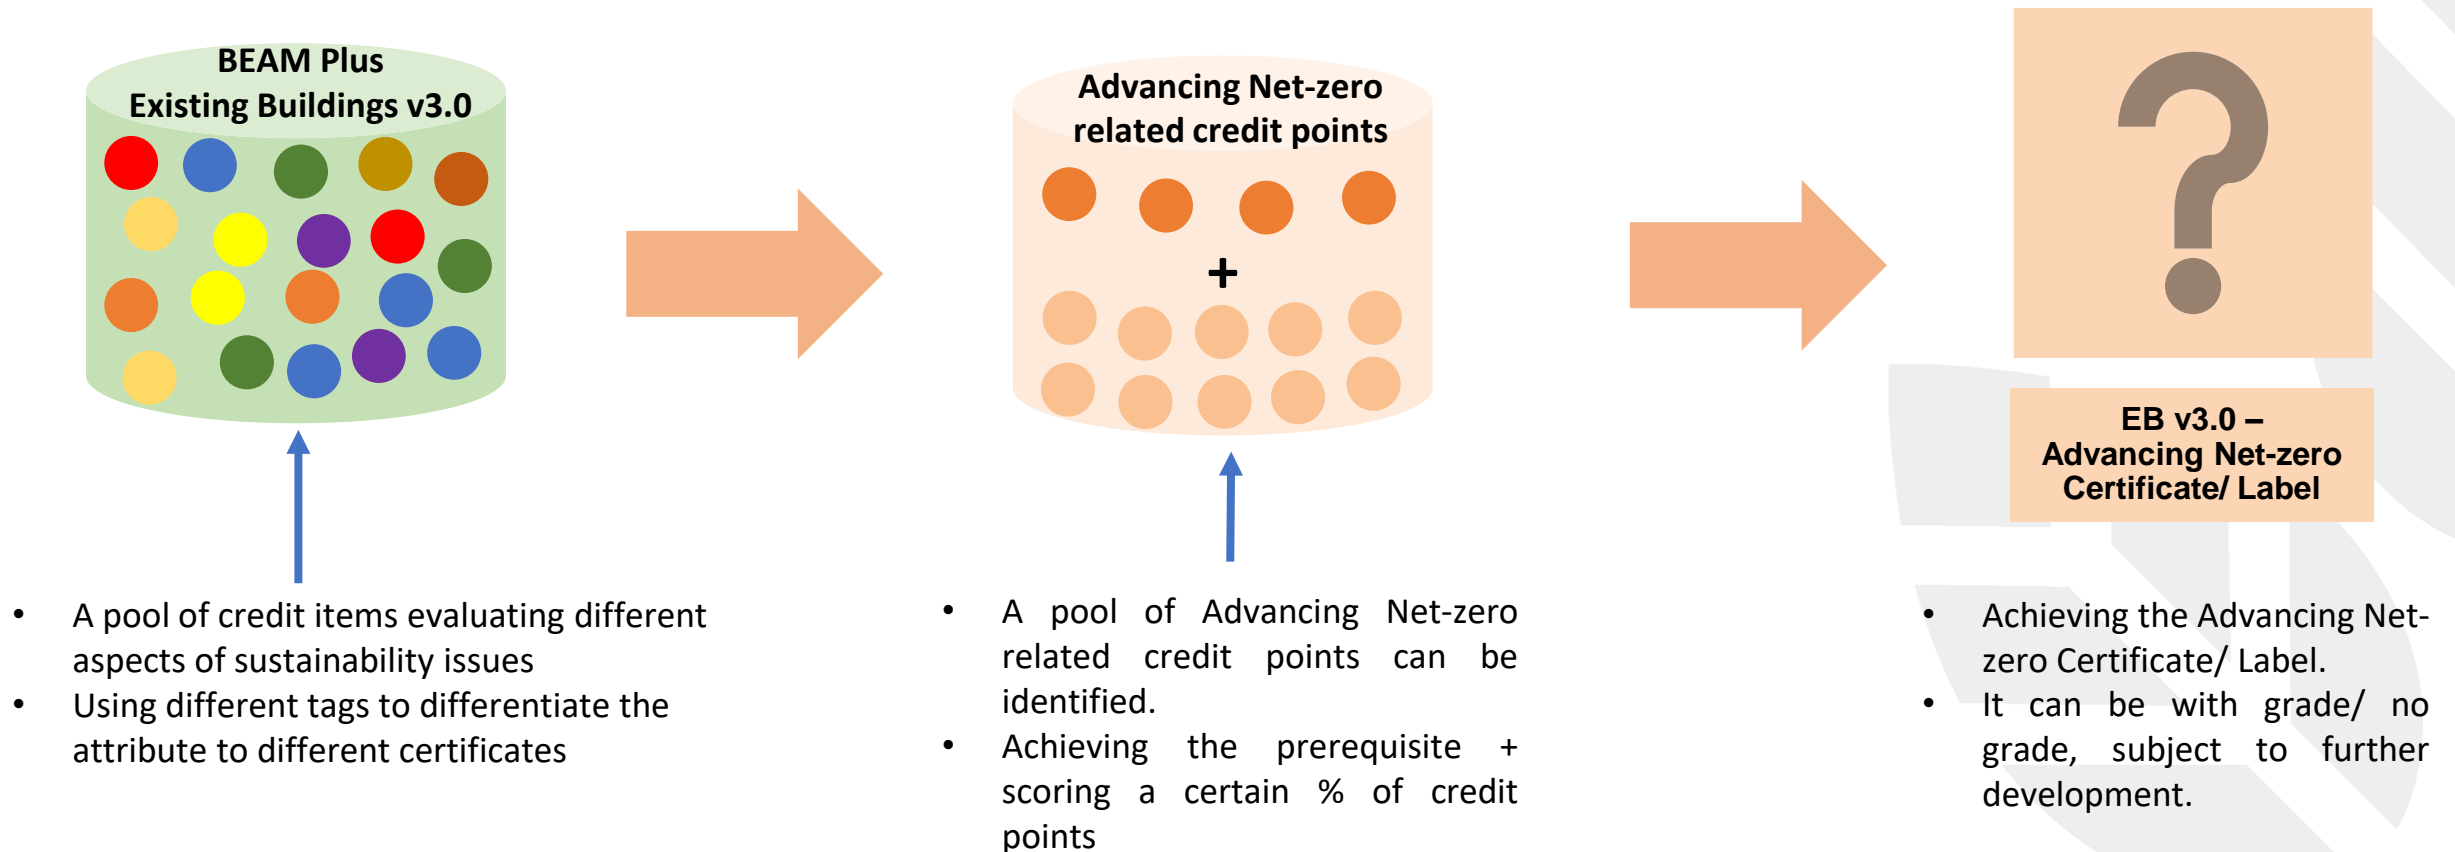 BEAM Plus
Existing Buildings v3.0
• A pool of credit items evaluating different
aspects of sustainability issues
• Using different tags to differentiate the
attribute to different certificates
Advancing Net-zero
related credit points
+
• A pool of Advancing Net-zero
related credit points can be
identified.
• Achieving the prerequisite +
scoring a certain % of credit
points
?
EB v3.0 –
Advancing Net-zero
Certificate/ Label
• Achieving the Advancing Net-
zero Certificate/ Label.
• It can be with grade/ no
grade, subject to further
development.